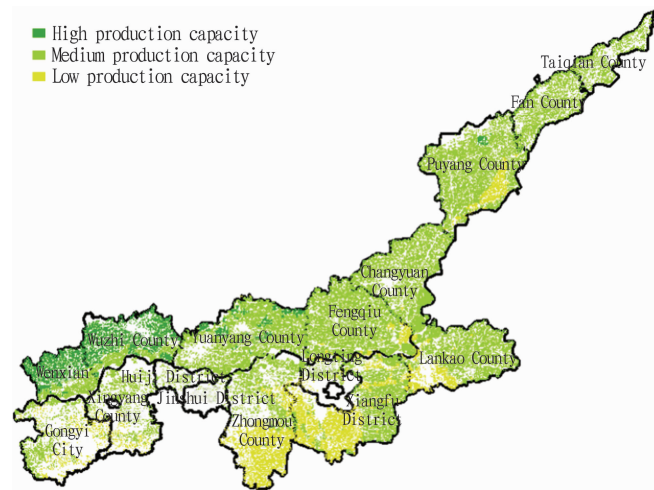 High production capacity
Medium production capacity
Low production capacity
Taiqian County
Fan County
Puyang County
Changyuan
County
Fengqiu
County
Wuzhi County
Yuanyang County
Lankao County
Wenxian
Huiji District
Longting
District
Xingyang
County
Jinshui District
Xiangfu
District
Gongyi
City
Zhongmou
County